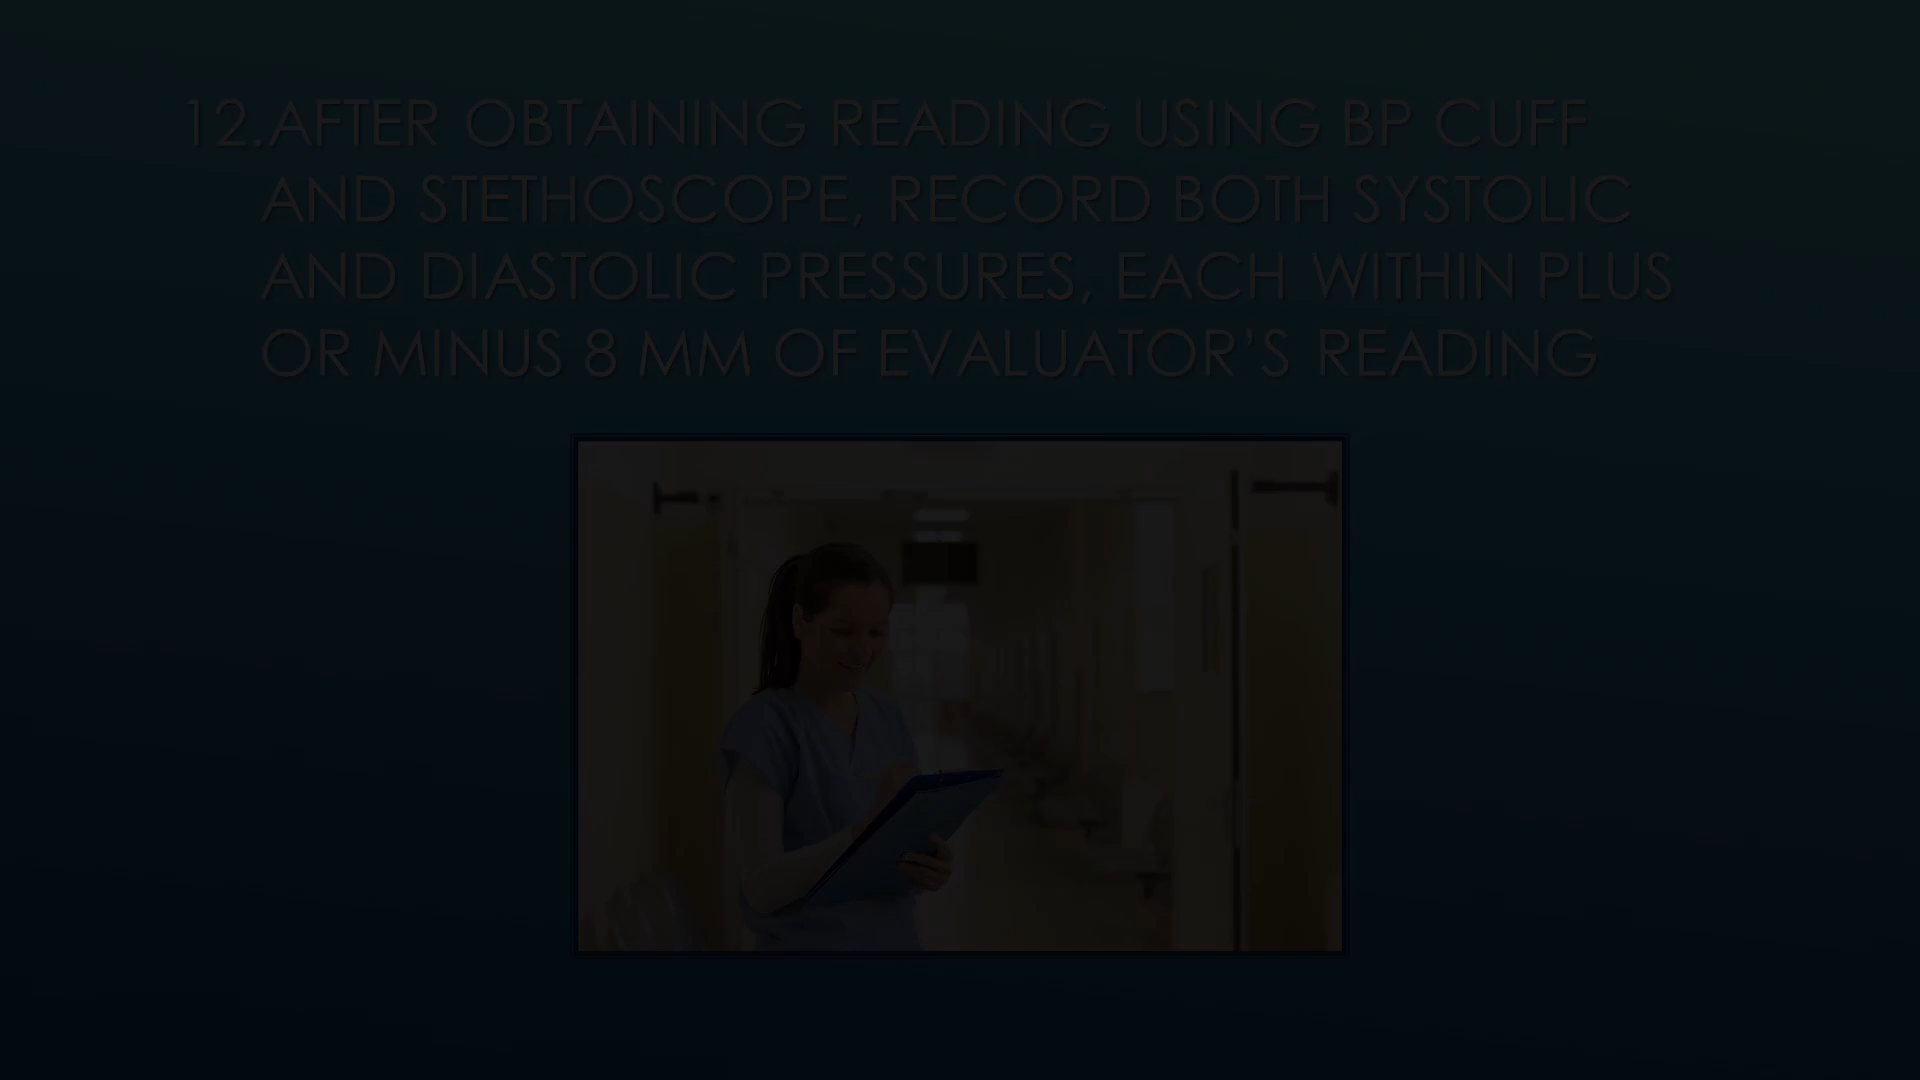 12.AFTER OBTAINING READING USING BP CUFF
AND STETHOSCOPE, RECORD BOTH SYSTOLIC
AND DIASTOLIC PRESSURES, EACH WITHIN PLUS
OR MINUS 8 MM OF EVALUATOR’S READING